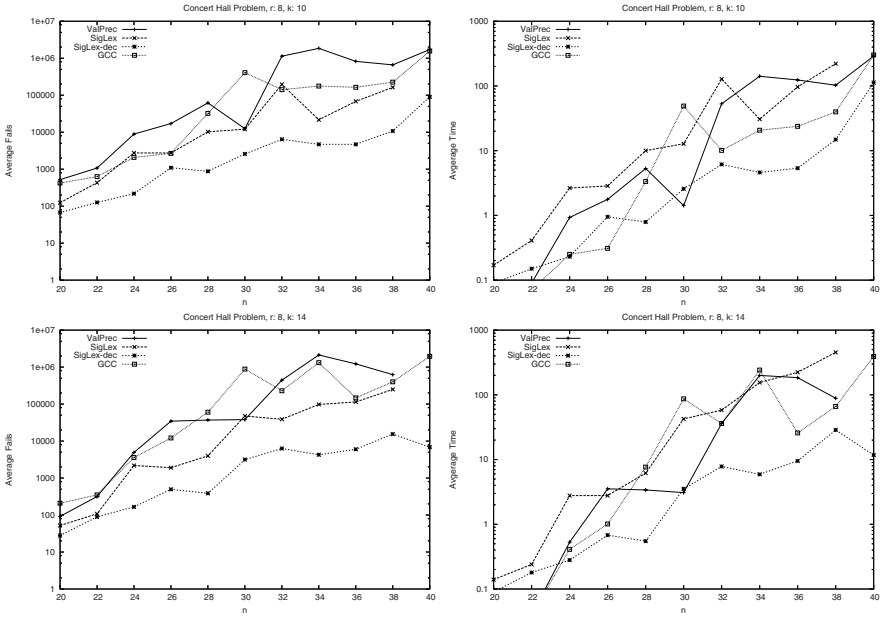 Concert Hall Problem, r: 8, k: 10
1e+07
1e+06
100000
10000
1000
100
10
1
Average Fails
ValPrec
SigLex
SigLex-dec
GCC
20 22 24 26 28 30 32 34 36 38 40
n
Concert Hall Problem, r: 8, k: 10
1000
100
10
1
0.1
Avgerage Time
ValPrec
SigLex
SigLex-dec
GCC
20 22 24 26 28 30 32 34 36 38 40
n
Concert Hall Problem, r: 8, k: 14
1e+07
1e+06
100000
10000
1000
100
10
1
Average Fails
ValPrec
SigLex
SigLex-dec
GCC
20 22 24 26 28 30 32 34 36 38 40
n
Concert Hall Problem, r: 8, k: 14
1000
100
10
1
0.1
Avgerage Time
ValPrec
SigLex
SigLex-dec
GCC
20 22 24 26 28 30 32 34 36 38 40
n